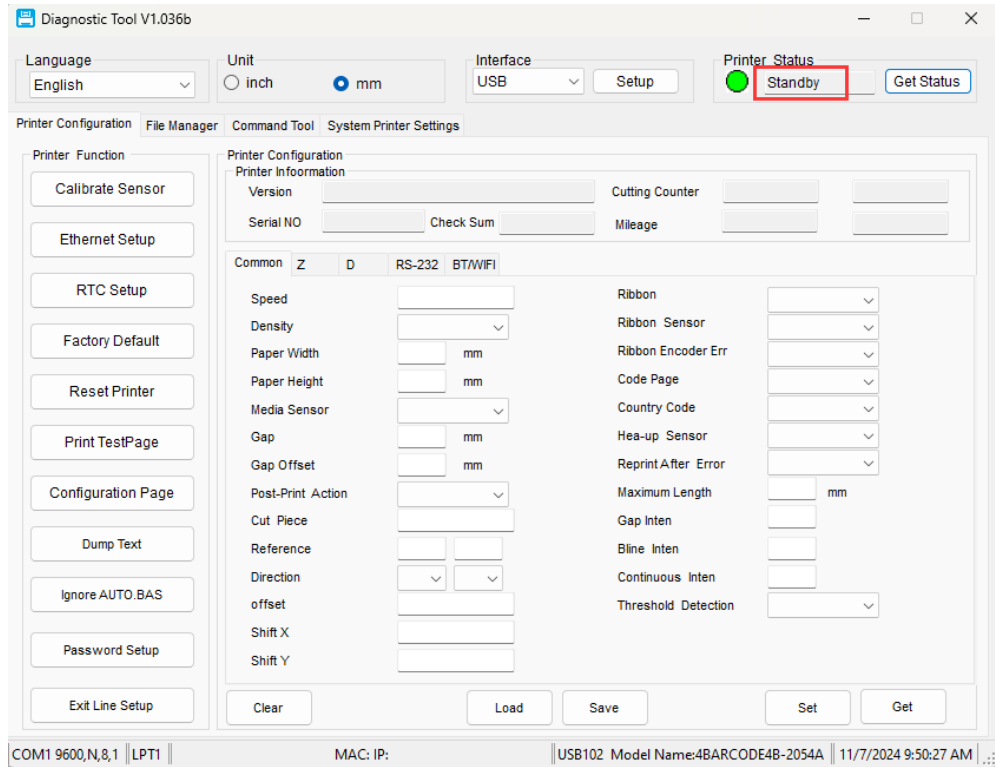 Diagnostic Tool V1.036b
Language
English
Unit
inch
mm
Interface
USB
Setup
Printer Status
Standby
Get Status
Printer Configuration
File Manager
Command Tool
System Printer Settings
Printer Function
Calibrate Sensor
Ethernet Setup
RTC Setup
Factory Default
Reset Printer
Print TestPage
Configuration Page
Dump Text
Ignore AUTO.BAS
Password Setup
Exit Line Setup
Printer Configuration
Printer Infoormation
Version
Cutting Counter
Serial NO
Check Sum
Mileage
Common
Z
D
RS-232
BT/WIFI
Speed
Density
Paper Width mm
Paper Height mm
Media Sensor
Gap mm
Gap Offset mm
Post-Print Action
Cut Piece
Reference
Direction
offset
Shift X
Shift Y
Ribbon
Ribbon Sensor
Ribbon Encoder Err
Code Page
Country Code
Hea-up Sensor
Reprint After Error
Maximum Length mm
Gap Inten
Bline Inten
Continuous Inten
Threshold Detection
Clear
Load
Save
Set
Get
COM1 9600,N,8,1
LPT1
MAC: IP:
USB102 Model Name:4BARCODE4B-2054A
11/7/2024 9:50:27 AM